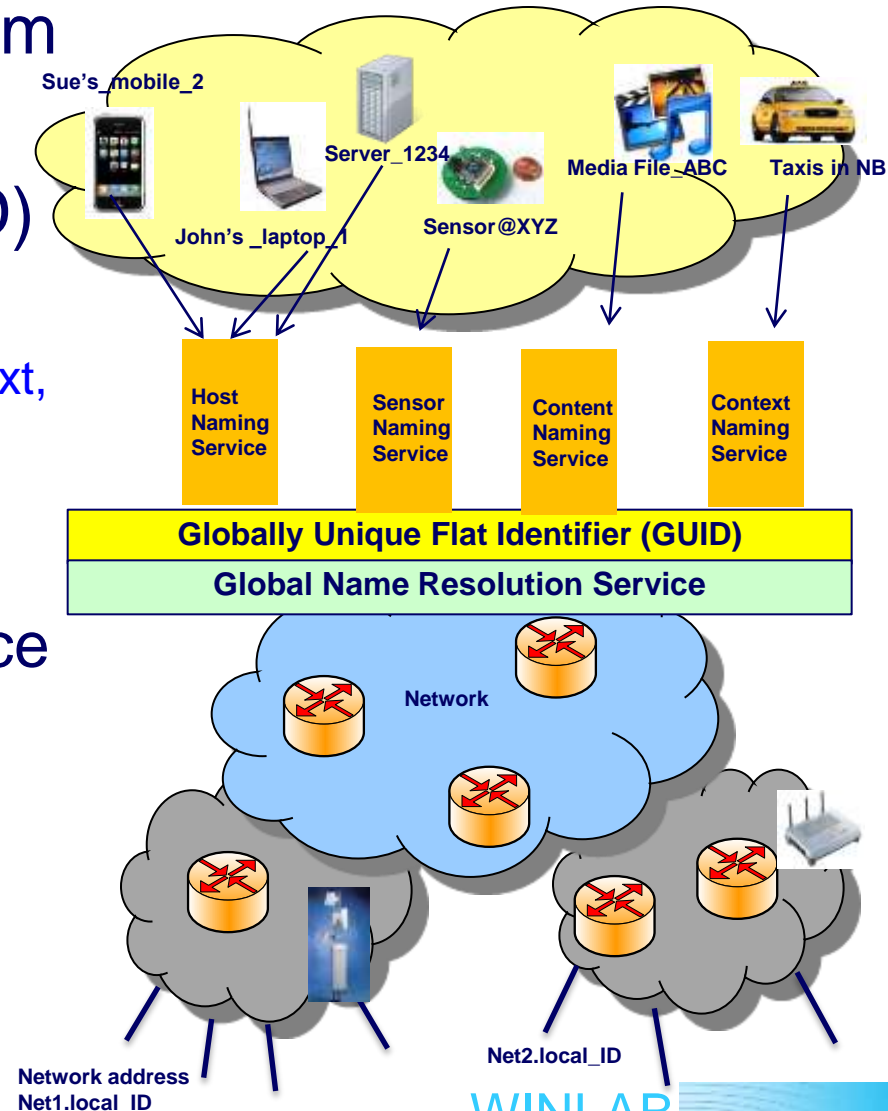 m
Sue's_mobile_2
Server_1234
Media File_ABC
Taxis in NB
)
John's _laptop_1
Sensor@XYZ
xt,
Host
Naming
Service
Sensor
Naming
Service
Content
Naming
Service
Context
Naming
Service
Globally Unique Flat Identifier (GUID)
Global Name Resolution Service
ce
Network
Net2.local_ID
Network address
Net1.local_ID
WINLAB